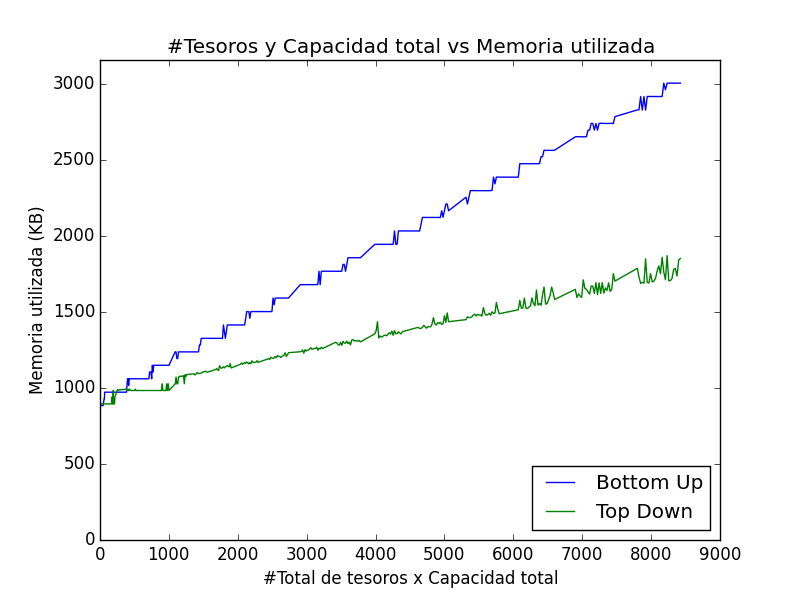 #Tesoros y Capacidad total vs Memoria utilizada
Memoria utilizada (KB)
3000
2500
2000
1500
1000
500
0
0 1000 2000 3000 4000 5000 6000 7000 8000 9000
#Total de tesoros x Capacidad total
Bottom Up
Top Down